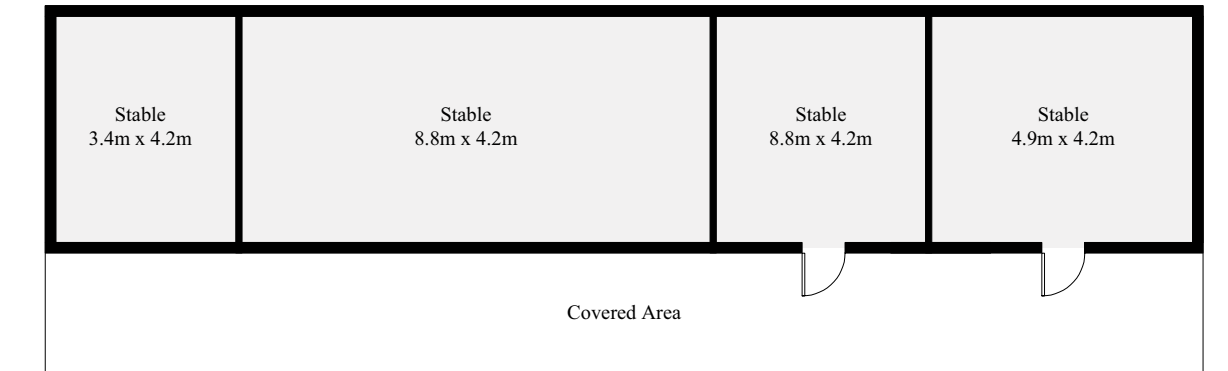 Stable
3.4m x 4.2m
Stable
8.8m x 4.2m
Stable
8.8m x 4.2m
Stable
4.9m x 4.2m
Covered Area